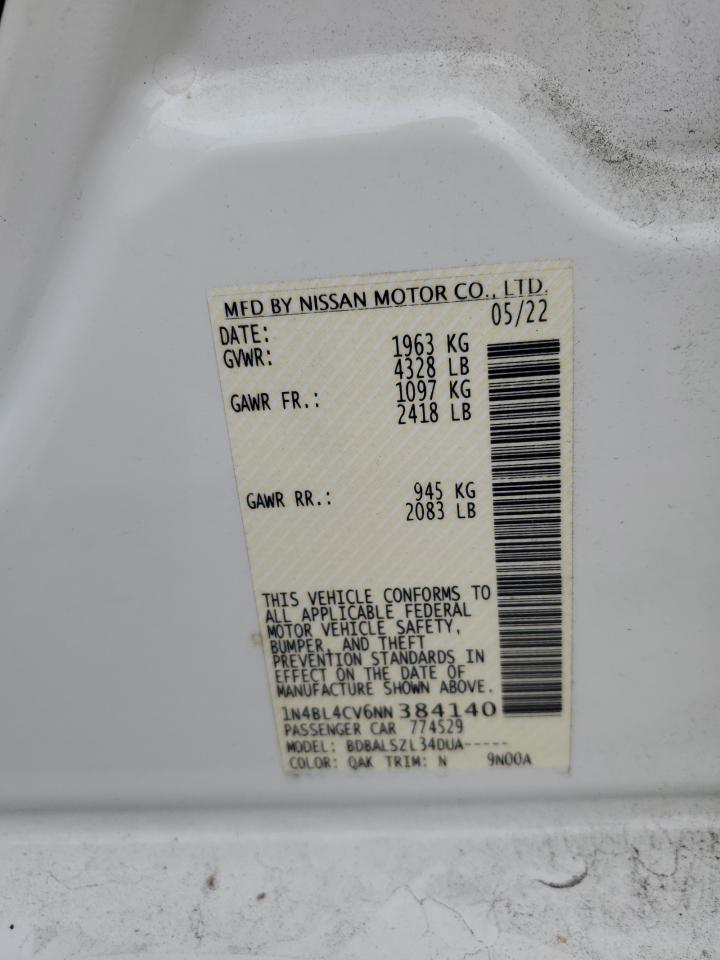 MFD BY NISSAN MOTOR CO., LTD.
DATE: 05/22
GVWR: 1963 KG
4328 LB
GAWR FR.: 1097 KG
2418 LB
GAWR RR.: 945 KG
2083 LB
THIS VEHICLE CONFORMS TO
ALL APPLICABLE FEDERAL
MOTOR VEHICLE SAFETY,
BUMPER, AND THEFT
PREVENTION STANDARDS IN
EFFECT ON THE DATE OF
MANUFACTURE SHOWN ABOVE.
1N4BL4CV6NN384140
PASSENGER CAR 774529
MODEL: BDBALSZL34DUA-----
COLOR: QAK TRIM: N 9N00A